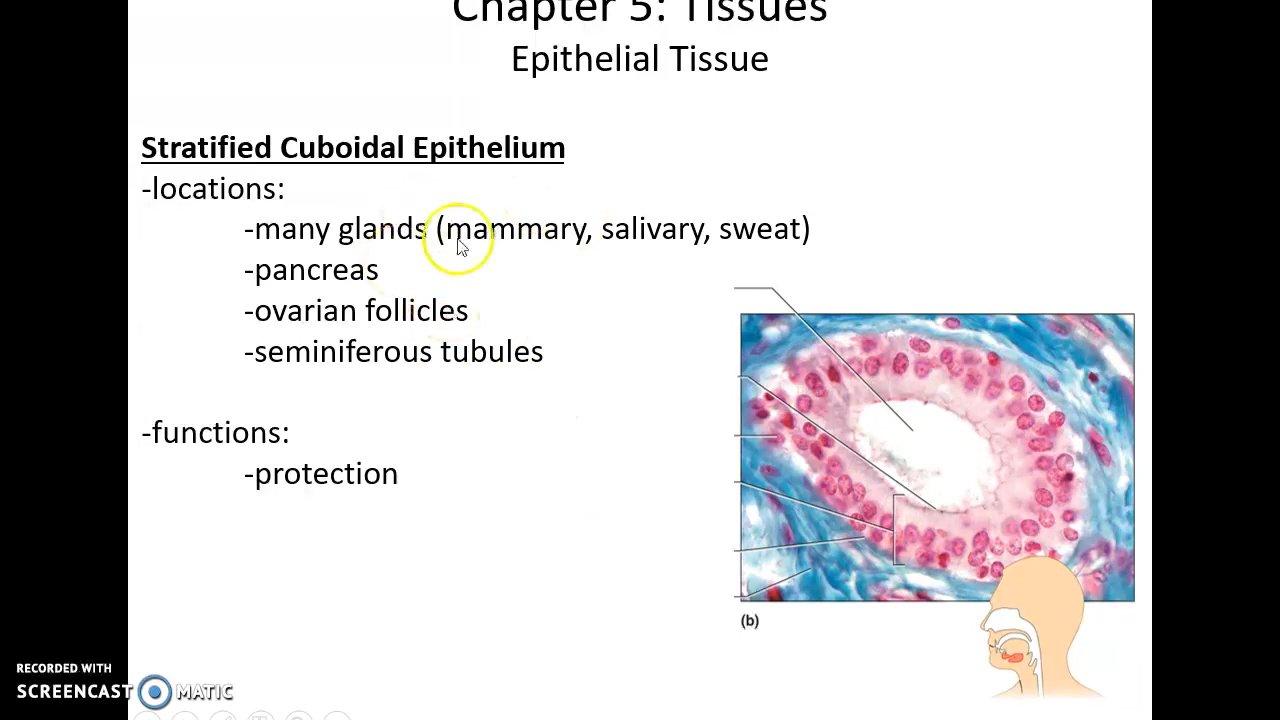 Chapter 5: Tissues
Epithelial Tissue
Stratified Cuboidal Epithelium
-locations:
-many glands (mammary, salivary, sweat)
-pancreas
-ovarian follicles
-seminiferous tubules
-functions:
-protection
(b)
RECORDED WITH
SCREENCAST MATIC